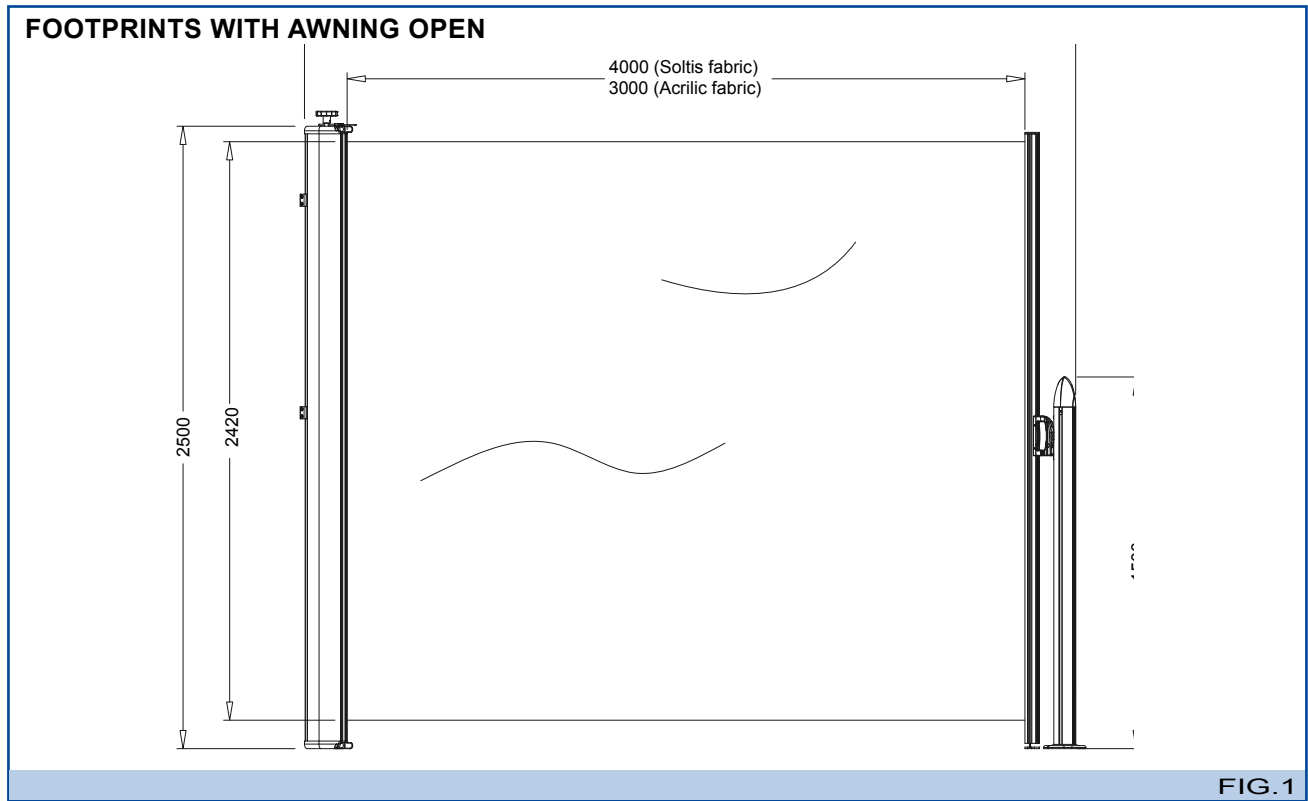 FOOTPRINTS WITH AWNING OPEN
4000 (Soltis fabric)
3000 (Acrilic fabric)
2500
2420
FIG.1